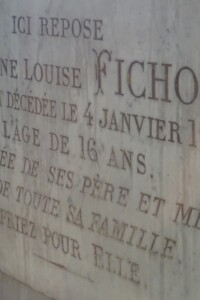 ICI REPOSE
NE LOUISE FICHO
N DÉCÉDÉE LE 4 JANVIER 1
L'ÂGE DE 16 ANS.
ÉE DE SES PÈRE ET M
DE TOUTE SA FAMILLE.
PRIEZ POUR ELLE.